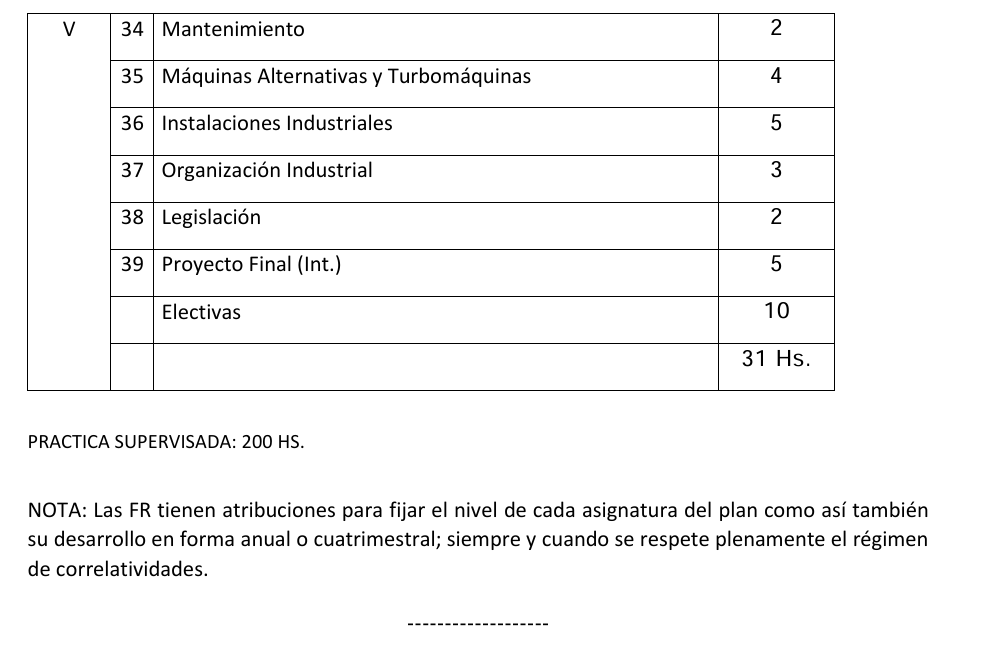 V 34 Mantenimiento 2
35 Máquinas Alternativas y Turbomáquinas 4
36 Instalaciones Industriales 5
37 Organización Industrial 3
38 Legislación 2
39 Proyecto Final (Int.) 5
Electivas 10
31 Hs.
PRACTICA SUPERVISADA: 200 HS.
NOTA: Las FR tienen atribuciones para fijar el nivel de cada asignatura del plan como así también
su desarrollo en forma anual o cuatrimestral; siempre y cuando se respete plenamente el régimen
de correlatividades.
-------------------